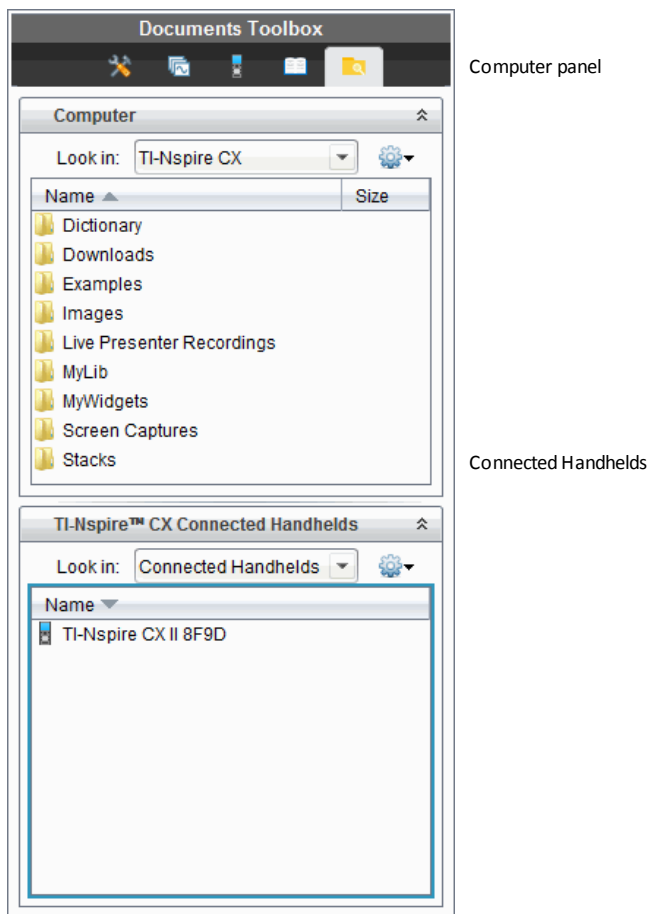 Documents Toolbox
Computer panel
Computer
Look in: TI-Nspire CX
Name Size
Dictionary
Downloads
Examples
Images
Live Presenter Recordings
MyLib
MyWidgets
Screen Captures
Stacks
Connected Handhelds
TI-Nspire™ CX Connected Handhelds
Look in: Connected Handhelds
Name
TI-Nspire CX II 8F9D